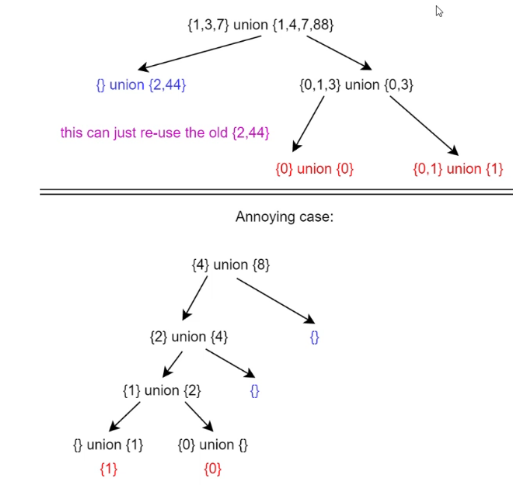 {1,3,7} union {1,4,7,88}
{} union {2,44}
{0,1,3} union {0,3}
this can just re-use the old {2,44}
{0} union {0}
{0,1} union {1}
Annoying case:
{4} union {8}
{2} union {4}
{}
{1} union {2}
{}
{} union {1}
{0} union {}
{1}
{0}